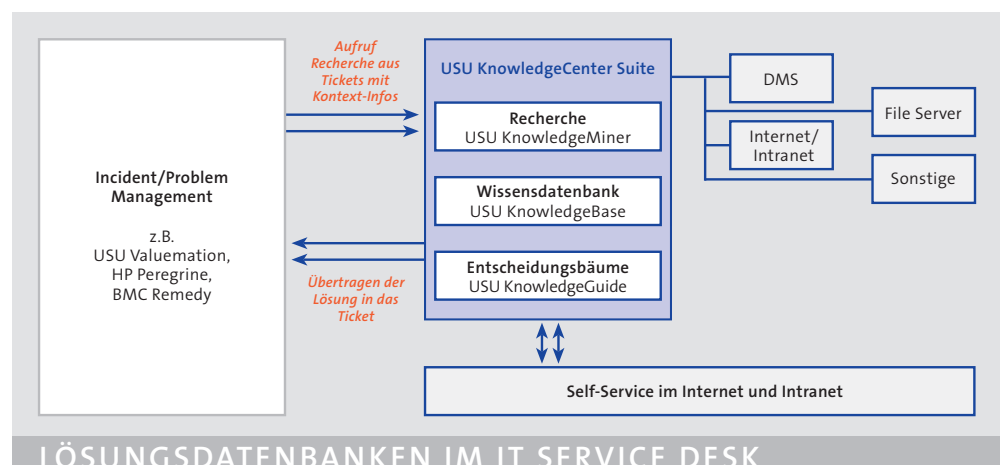 Aufruf
Recherche aus
Tickets mit
Kontext-Infos
Incident/Problem
Management
z.B.
USU Valuemation,
HP Peregrine,
BMC Remedy
Übertragen der
Lösung in das
Ticket
USU KnowledgeCenter Suite
Recherche
USU KnowledgeMiner
Wissensdatenbank
USU KnowledgeBase
Entscheidungsbäume
USU KnowledgeGuide
DMS
File Server
Internet/
Intranet
Sonstige
Self-Service im Internet und Intranet
LÖSUNGSDATENBANKEN IM IT SERVICE DESK